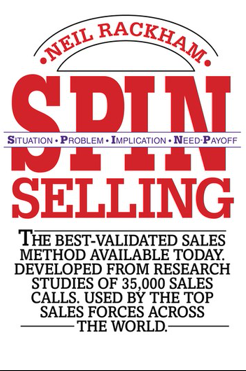 •NEIL RACKHAM•
SPIN
SITUATION • PROBLEM • IMPLICATION • NEED-PAYOFF
SELLING
THE BEST-VALIDATED SALES
METHOD AVAILABLE TODAY.
DEVELOPED FROM RESEARCH
STUDIES OF 35,000 SALES
CALLS. USED BY THE TOP
SALES FORCES ACROSS
THE WORLD.